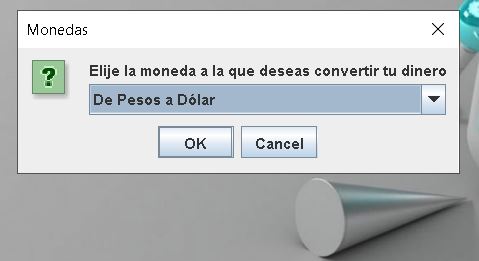 Monedas
Elije la moneda a la que deseas convertir tu dinero
De Pesos a Dólar
OK
Cancel